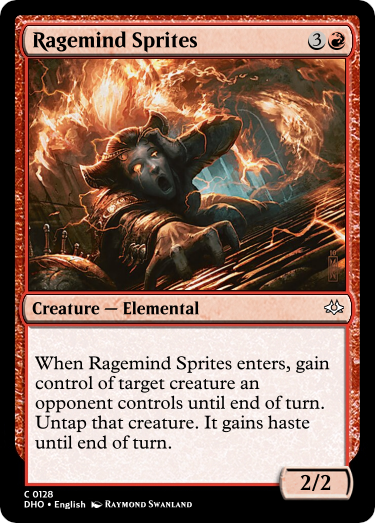 Ragemind Sprites 3
Creature — Elemental
When Ragemind Sprites enters, gain
control of target creature an
opponent controls until end of turn.
Untap that creature. It gains haste
until end of turn.
2/2
C 0128
DHO • English Raymond Swanland